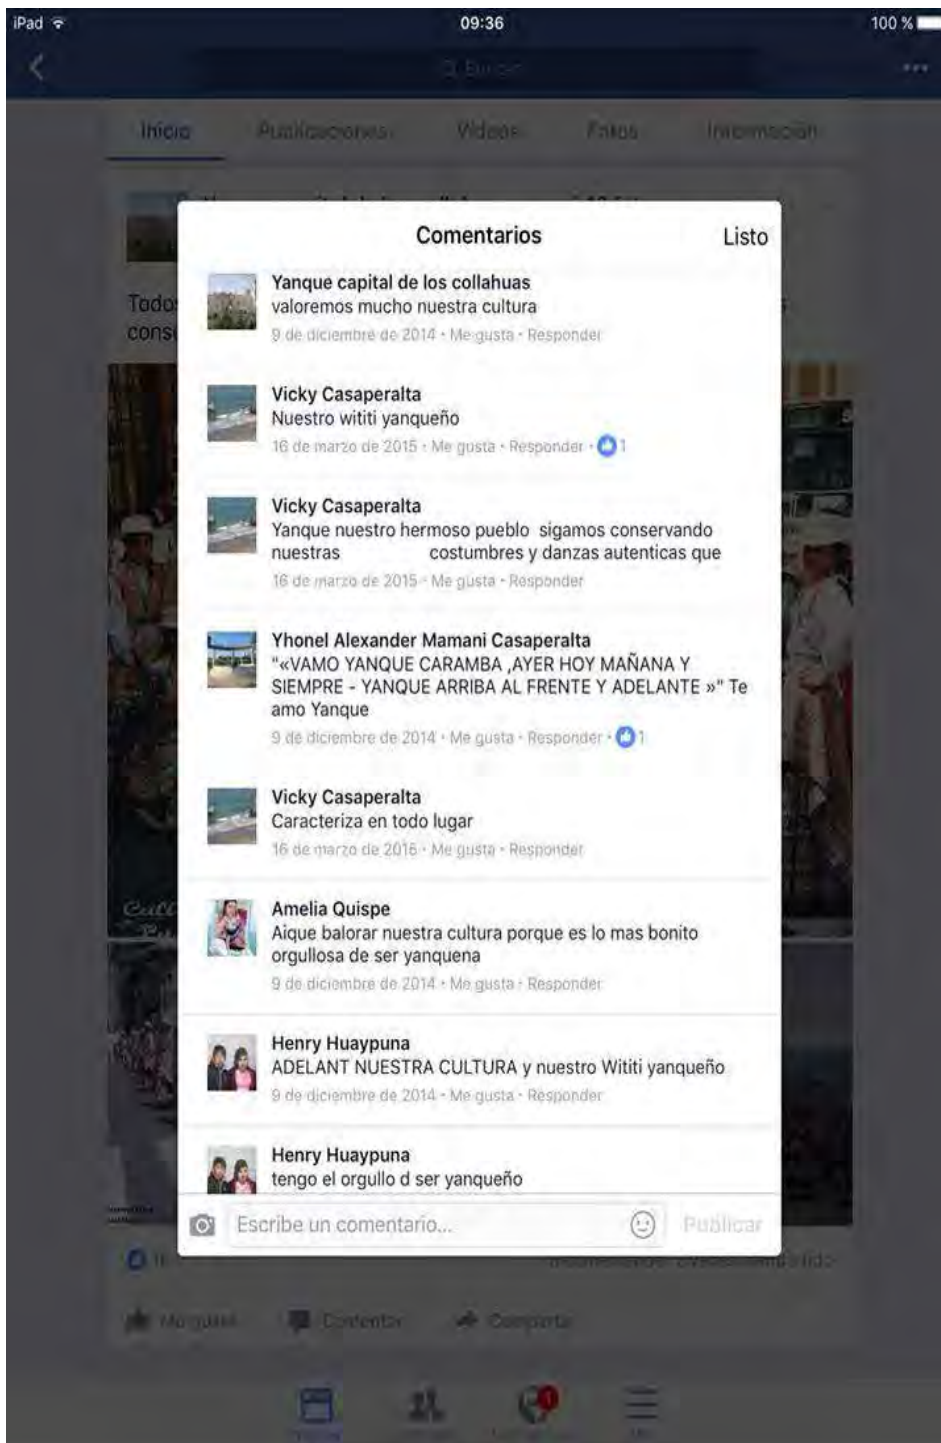 iPad 09:36 100 %
Buscar
Inicio Publicaciones Videos Fotos Información
Comentarios Listo
Todos
conse
Yanque capital de los collahuas
valoremos mucho nuestra cultura
9 de diciembre de 2014 · Me gusta · Responder
Vicky Casaperalta
Nuestro wititi yanqueño
16 de marzo de 2015 · Me gusta · Responder · 1
Vicky Casaperalta
Yanque nuestro hermoso pueblo sigamos conservando
nuestras costumbres y danzas autenticas que
16 de marzo de 2015 · Me gusta · Responder
Yhonel Alexander Mamani Casaperalta
"«VAMO YANQUE CARAMBA ,AYER HOY MAÑANA Y
SIEMPRE - YANQUE ARRIBA AL FRENTE Y ADELANTE »" Te
amo Yanque
9 de diciembre de 2014 · Me gusta · Responder · 1
Vicky Casaperalta
Caracteriza en todo lugar
16 de marzo de 2015 · Me gusta · Responder
Amelia Quispe
Aique balorar nuestra cultura porque es lo mas bonito
orgullosa de ser yanquena
9 de diciembre de 2014 · Me gusta · Responder
Henry Huaypuna
ADELANT NUESTRA CULTURA y nuestro Wititi yanqueño
9 de diciembre de 2014 · Me gusta · Responder
Henry Huaypuna
tengo el orgullo d ser yanqueño
Escribe un comentario... Publicar
Me gusta Comentar Compartir
1